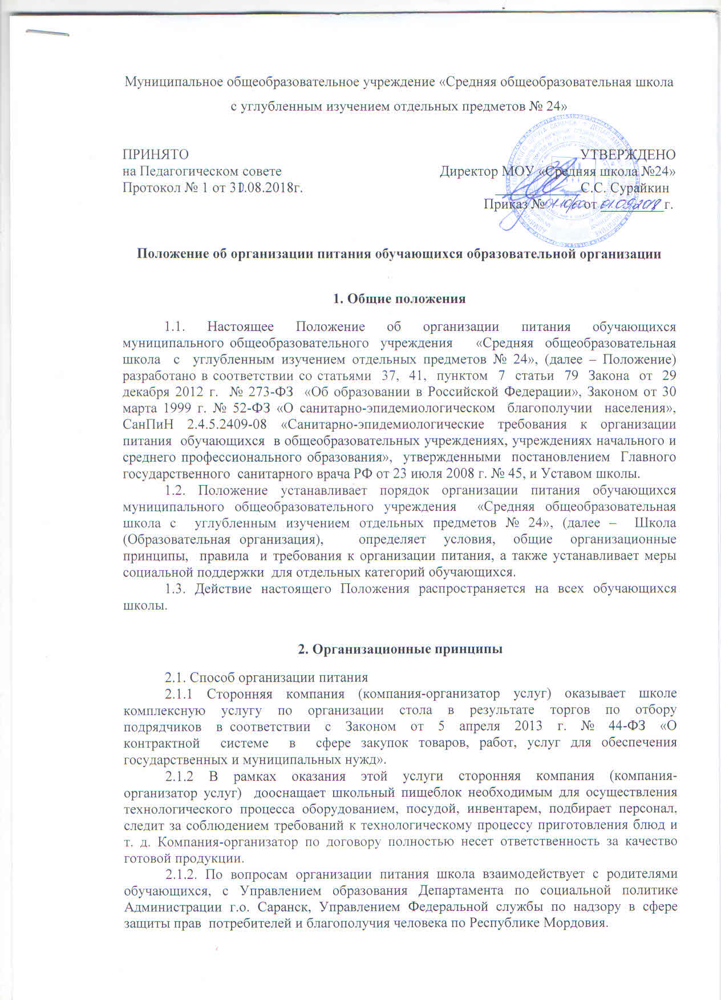 Муниципальное общеобразовательное учреждение «Средняя общеобразовательная школа
с углубленным изучением отдельных предметов № 24»
ПРИНЯТО
на Педагогическом совете
Протокол № 1 от 31.08.2018г.
УТВЕРЖДЕНО
Директор МОУ «Средняя школа №24»
С.С. Сурайкин
Приказ № от 01.09.2018 г.
Положение об организации питания обучающихся образовательной организации
1. Общие положения
1.1. Настоящее Положение об организации питания обучающихся
муниципального общеобразовательного учреждения «Средняя общеобразовательная
школа с углубленным изучением отдельных предметов № 24», (далее – Положение)
разработано в соответствии со статьями 37, 41, пунктом 7 статьи 79 Закона от 29
декабря 2012 г. № 273-ФЗ «Об образовании в Российской Федерации», Законом от 30
марта 1999 г. № 52-ФЗ «О санитарно-эпидемиологическом благополучии населения»,
СанПиН 2.4.5.2409-08 «Санитарно-эпидемиологические требования к организации
питания обучающихся в общеобразовательных учреждениях, учреждениях начального и
среднего профессионального образования», утвержденными постановлением Главного
государственного санитарного врача РФ от 23 июля 2008 г. № 45, и Уставом школы.
1.2. Положение устанавливает порядок организации питания обучающихся
муниципального общеобразовательного учреждения «Средняя общеобразовательная
школа с углубленным изучением отдельных предметов № 24», (далее – Школа
(Образовательная организация), определяет условия, общие организационные
принципы, правила и требования к организации питания, а также устанавливает меры
социальной поддержки для отдельных категорий обучающихся.
1.3. Действие настоящего Положения распространяется на всех обучающихся
школы.
2. Организационные принципы
2.1. Способ организации питания
2.1.1 Сторонняя компания (компания-организатор услуг) оказывает школе
комплексную услугу по организации стола в результате торгов по отбору
подрядчиков в соответствии с Законом от 5 апреля 2013 г. № 44-ФЗ «О
контрактной системе в сфере закупок товаров, работ, услуг для обеспечения
государственных и муниципальных нужд».
2.1.2 В рамках оказания этой услуги сторонняя компания (компания-
организатор услуг) дооснащает школьный пищеблок необходимым для осуществления
технологического процесса оборудованием, посудой, инвентарем, подбирает персонал,
следит за соблюдением требований к технологическому процессу приготовления блюд и
т. д. Компания-организатор по договору полностью несет ответственность за качество
готовой продукции.
2.1.2. По вопросам организации питания школа взаимодействует с родителями
обучающихся, с Управлением образования Департамента по социальной политике
Администрации г.о. Саранск, Управлением Федеральной службы по надзору в сфере
защиты прав потребителей и благополучия человека по Республике Мордовия.